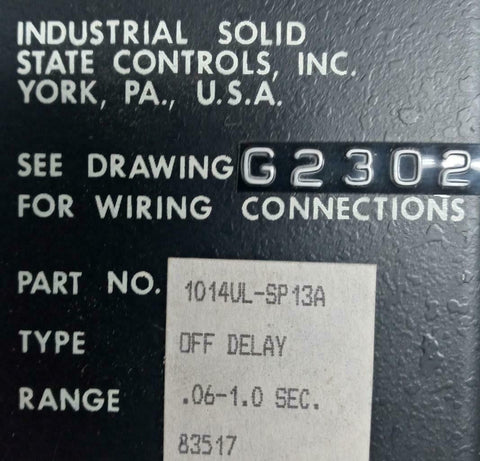 INDUSTRIAL SOLID
STATE CONTROLS, INC.
YORK, PA., U.S.A.
SEE DRAWING G2302
FOR WIRING CONNECTIONS
PART NO. 1014UL-SP13A
TYPE OFF DELAY
RANGE .06-1.0 SEC.
83517